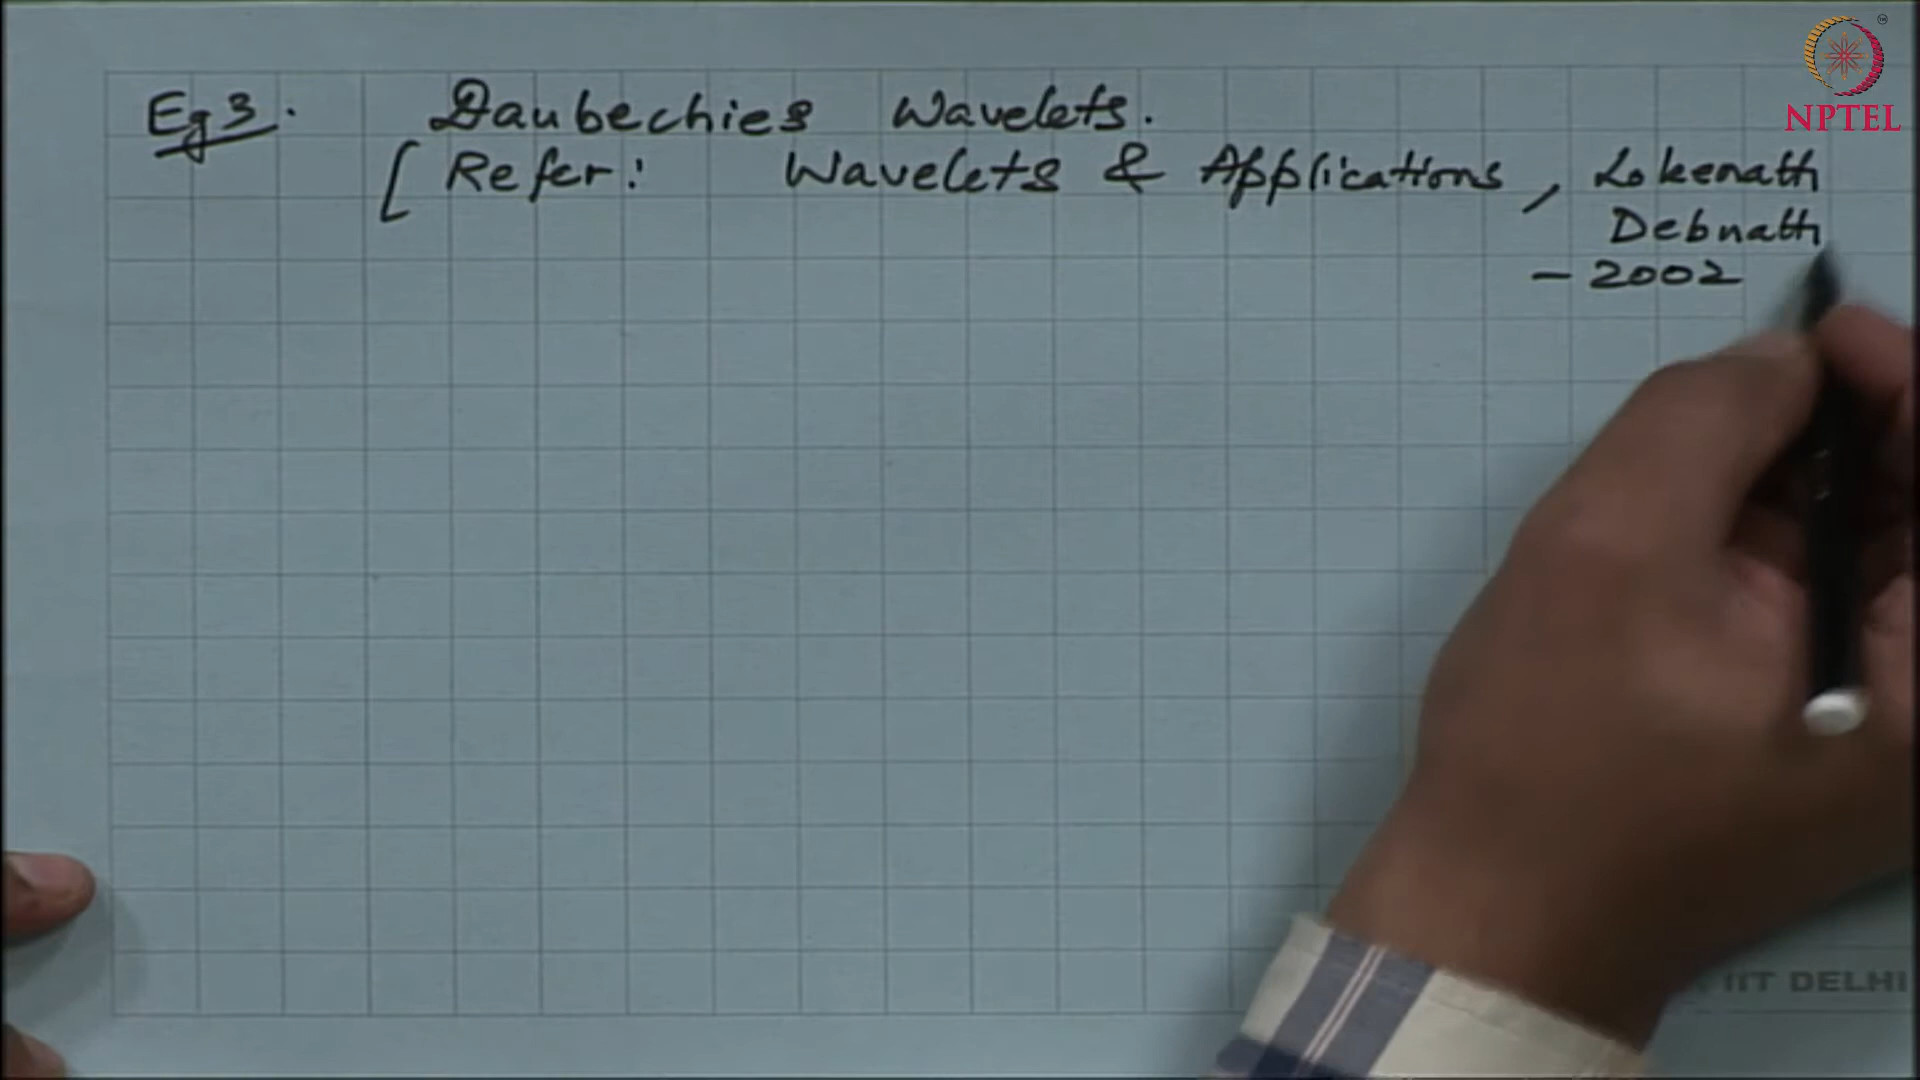 Eg 3. Daubechies Wavelets.
[ Refer: Wavelets & Applications, Lokenath
Debnath
- 2002
NPTEL
IIT DELHI